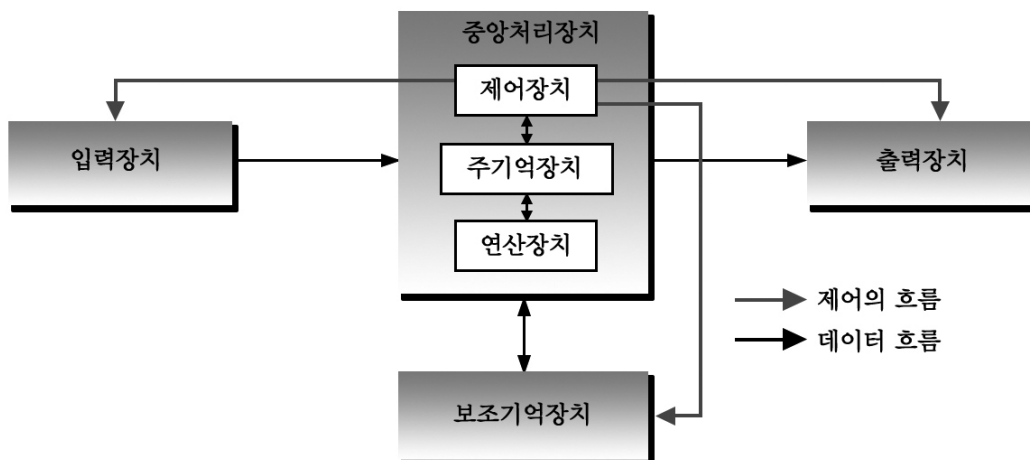 중앙처리장치
제어장치
입력장치
주기억장치
출력장치
연산장치
제어의 흐름
데이터 흐름
보조기억장치